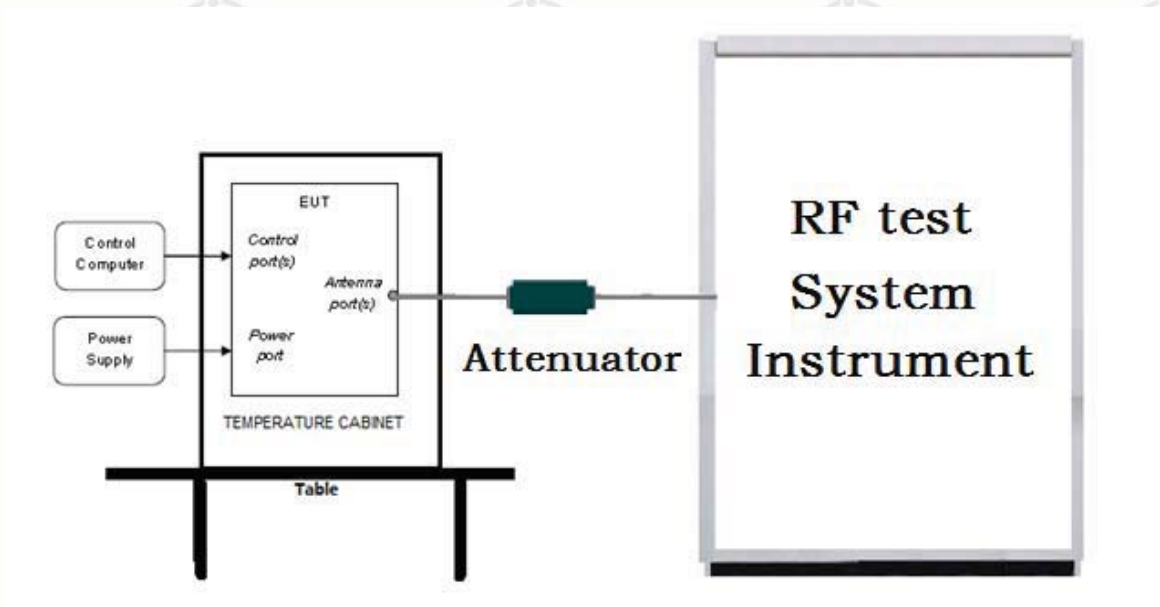 Control
Computer
Power
Supply
EUT
Control
port(s)
Antenna
port(s)
Power
port
TEMPERATURE CABINET
Table
Attenuator
RF test
System
Instrument